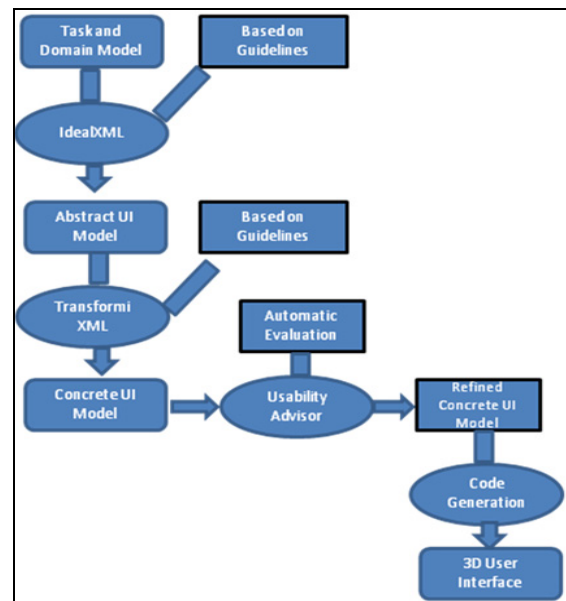 Task and
Domain Model
Based on
Guidelines
IdealXML
Abstract UI
Model
Based on
Guidelines
Transformi
XML
Automatic
Evaluation
Concrete UI
Model
Usability
Advisor
Refined
Concrete UI
Model
Code
Generation
3D User
Interface